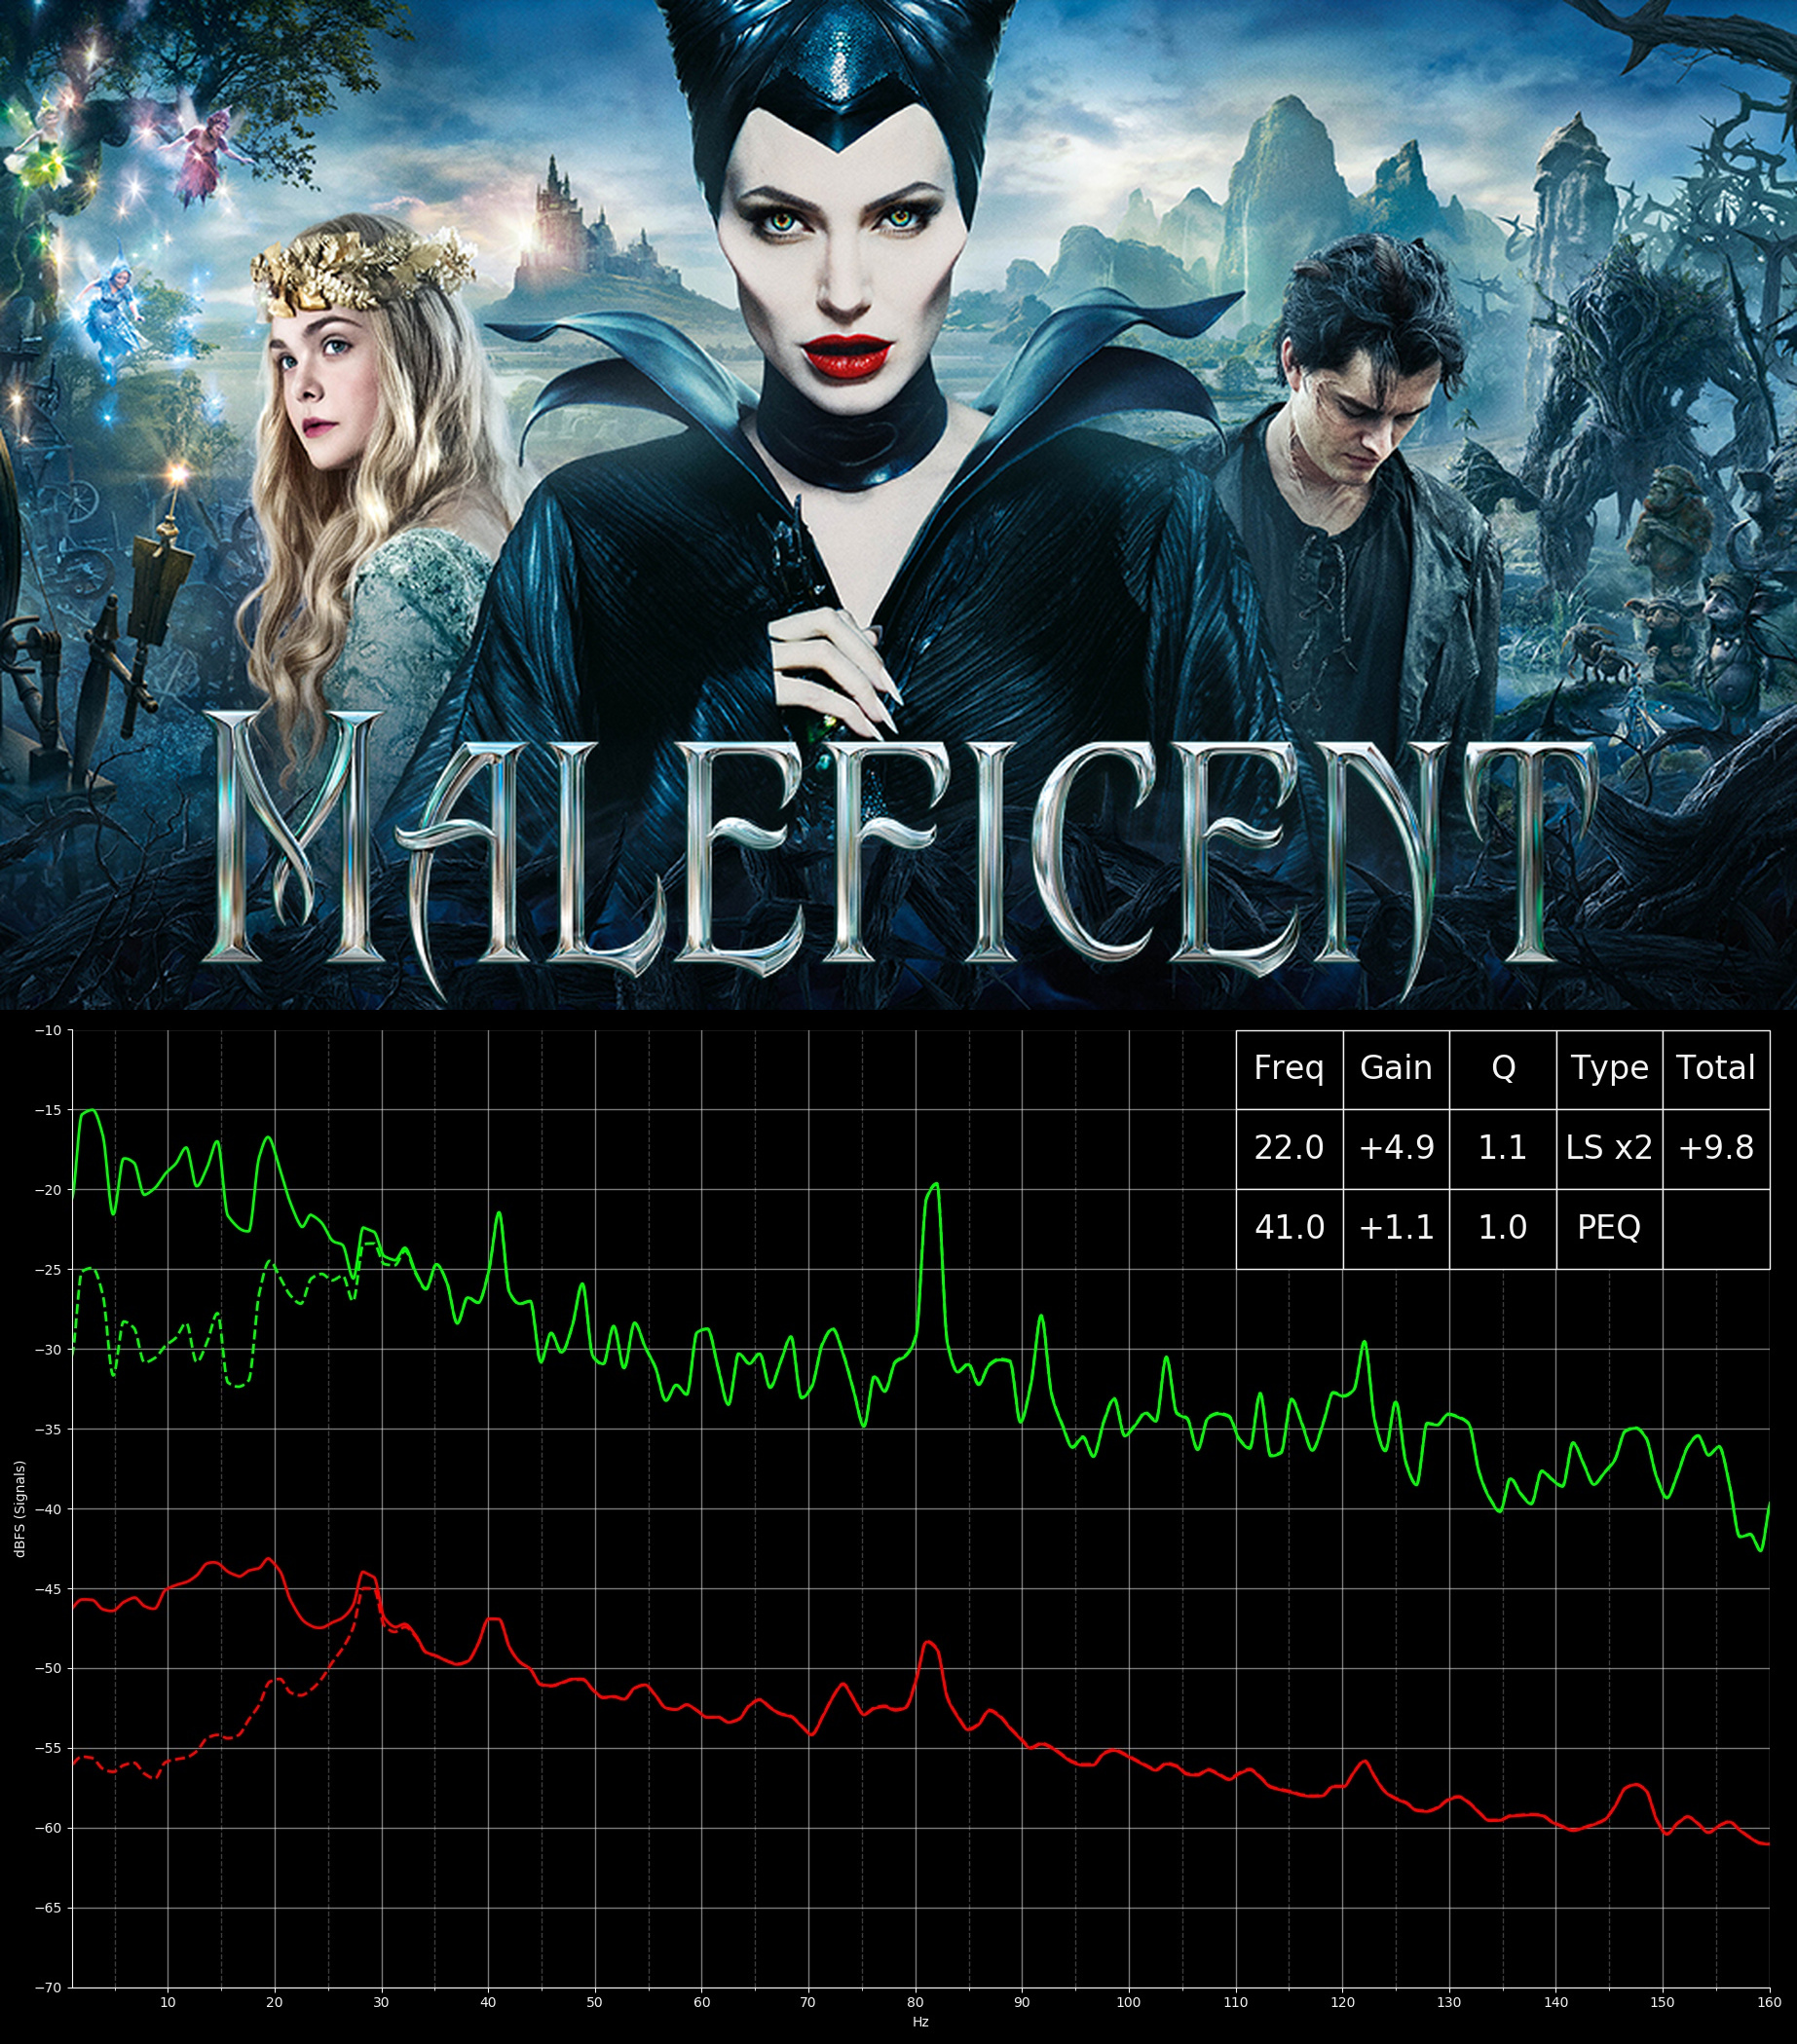 MALEFICENT
Freq Gain Q Type Total
22.0 +4.9 1.1 LS x2 +9.8
41.0 +1.1 1.0 PEQ
−10
−15
−20
−25
−30
−35
−40
−45
−50
−55
−60
−65
−70
dBFS (Signals)
10 20 30 40 50 60 70 80 90 100 110 120 130 140 150 160
Hz